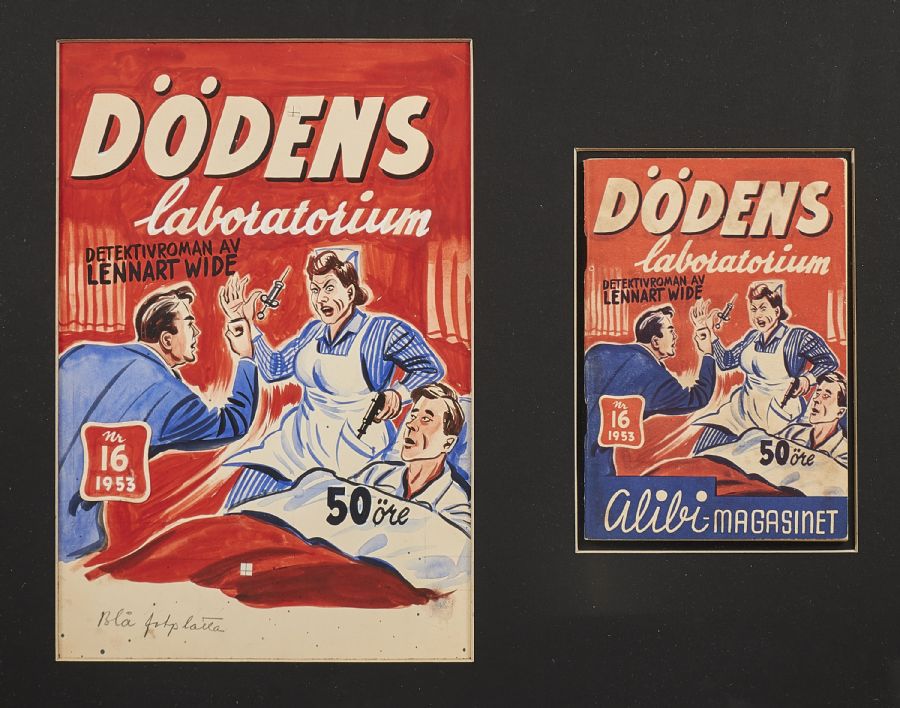 DÖDENS
laboratorium
DETEKTIVROMAN AV
LENNART WIDE
Nr
16
1953
50 öre
Blå fotplatta
DÖDENS
laboratorium
DETEKTIVROMAN AV
LENNART WIDE
Nr
16
1953
50 öre
Alibi-MAGASINET